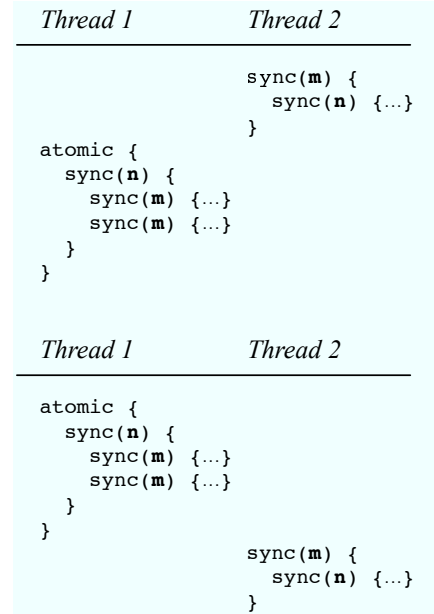 Thread 1 Thread 2
sync(m) {
sync(n) {...}
}
atomic {
sync(n) {
sync(m) {...}
sync(m) {...}
}
}
Thread 1 Thread 2
atomic {
sync(n) {
sync(m) {...}
sync(m) {...}
}
}
sync(m) {
sync(n) {...}
}